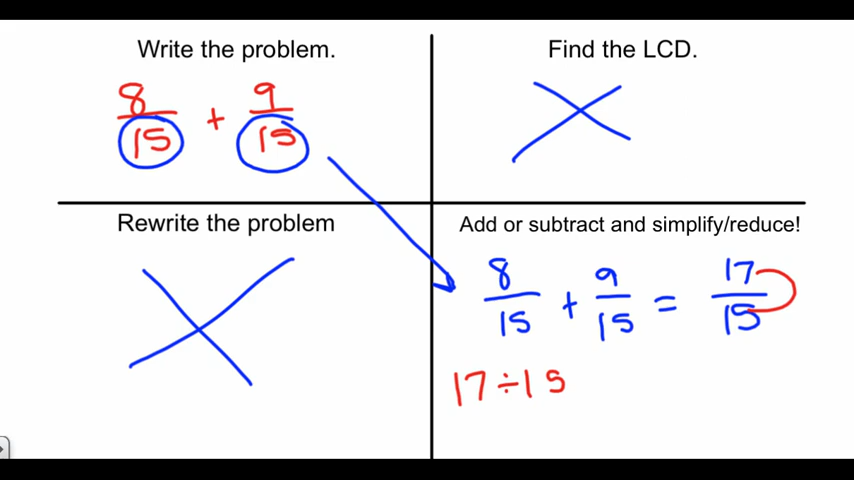 Write the problem.
8/15 + 9/15
Find the LCD.
Rewrite the problem
Add or subtract and simplify/reduce!
8/15 + 9/15 = 17/15
17 ÷ 15